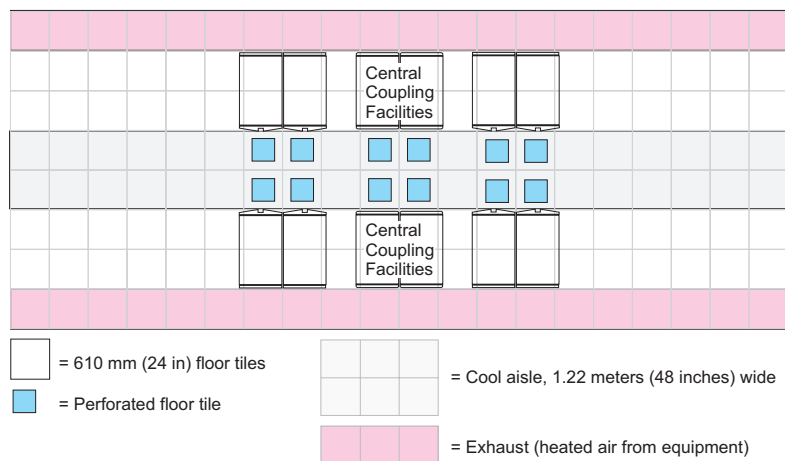 Central
Coupling
Facilities
Central
Coupling
Facilities
= 610 mm (24 in) floor tiles
= Perforated floor tile
= Cool aisle, 1.22 meters (48 inches) wide
= Exhaust (heated air from equipment)